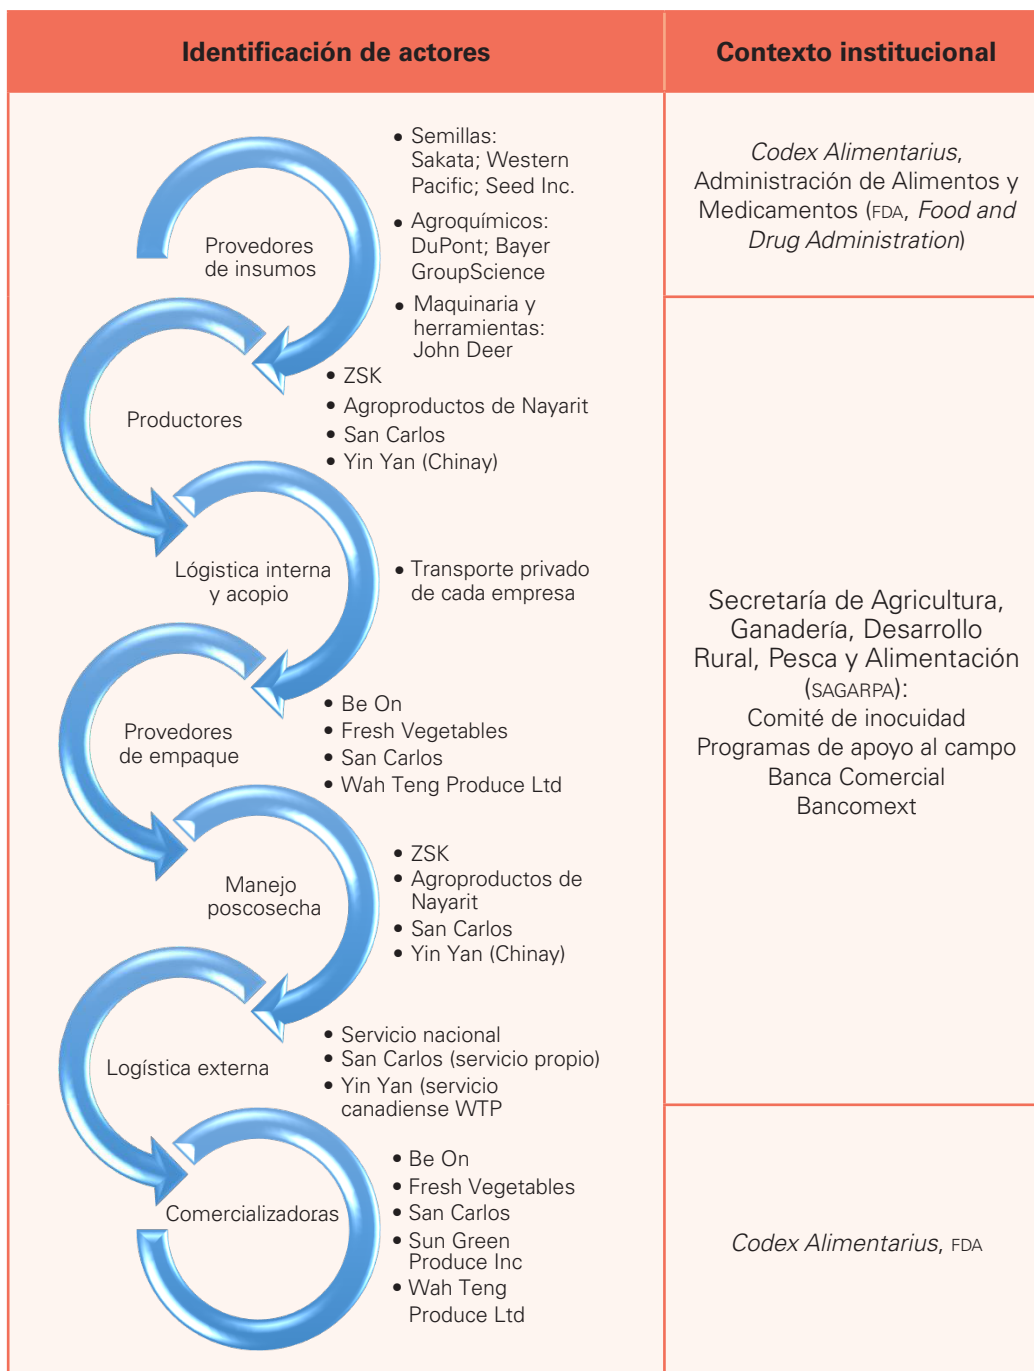 Identificación de actores
Contexto institucional
Provedores
de insumos
• Semillas:
Sakata; Western
Pacific; Seed Inc.
• Agroquímicos:
DuPont; Bayer
GroupScience
• Maquinaria y
herramientas:
John Deer
Productores
• ZSK
• Agroproductos de Nayarit
• San Carlos
• Yin Yan (Chinay)
Lógistica interna
y acopio
• Transporte privado
de cada empresa
Provedores
de empaque
• Be On
• Fresh Vegetables
• San Carlos
• Wah Teng Produce Ltd
Manejo
poscosecha
• ZSK
• Agroproductos de
Nayarit
• San Carlos
• Yin Yan (Chinay)
Logística externa
• Servicio nacional
• San Carlos (servicio propio)
• Yin Yan (servicio
canadiense WTP
Comercializadoras
• Be On
• Fresh Vegetables
• San Carlos
• Sun Green
Produce Inc
• Wah Teng
Produce Ltd
Codex Alimentarius,
Administración de Alimentos y
Medicamentos (FDA, Food and
Drug Administration)
Secretaría de Agricultura,
Ganadería, Desarrollo
Rural, Pesca y Alimentación
(SAGARPA):
Comité de inocuidad
Programas de apoyo al campo
Banca Comercial
Bancomext
Codex Alimentarius, FDA